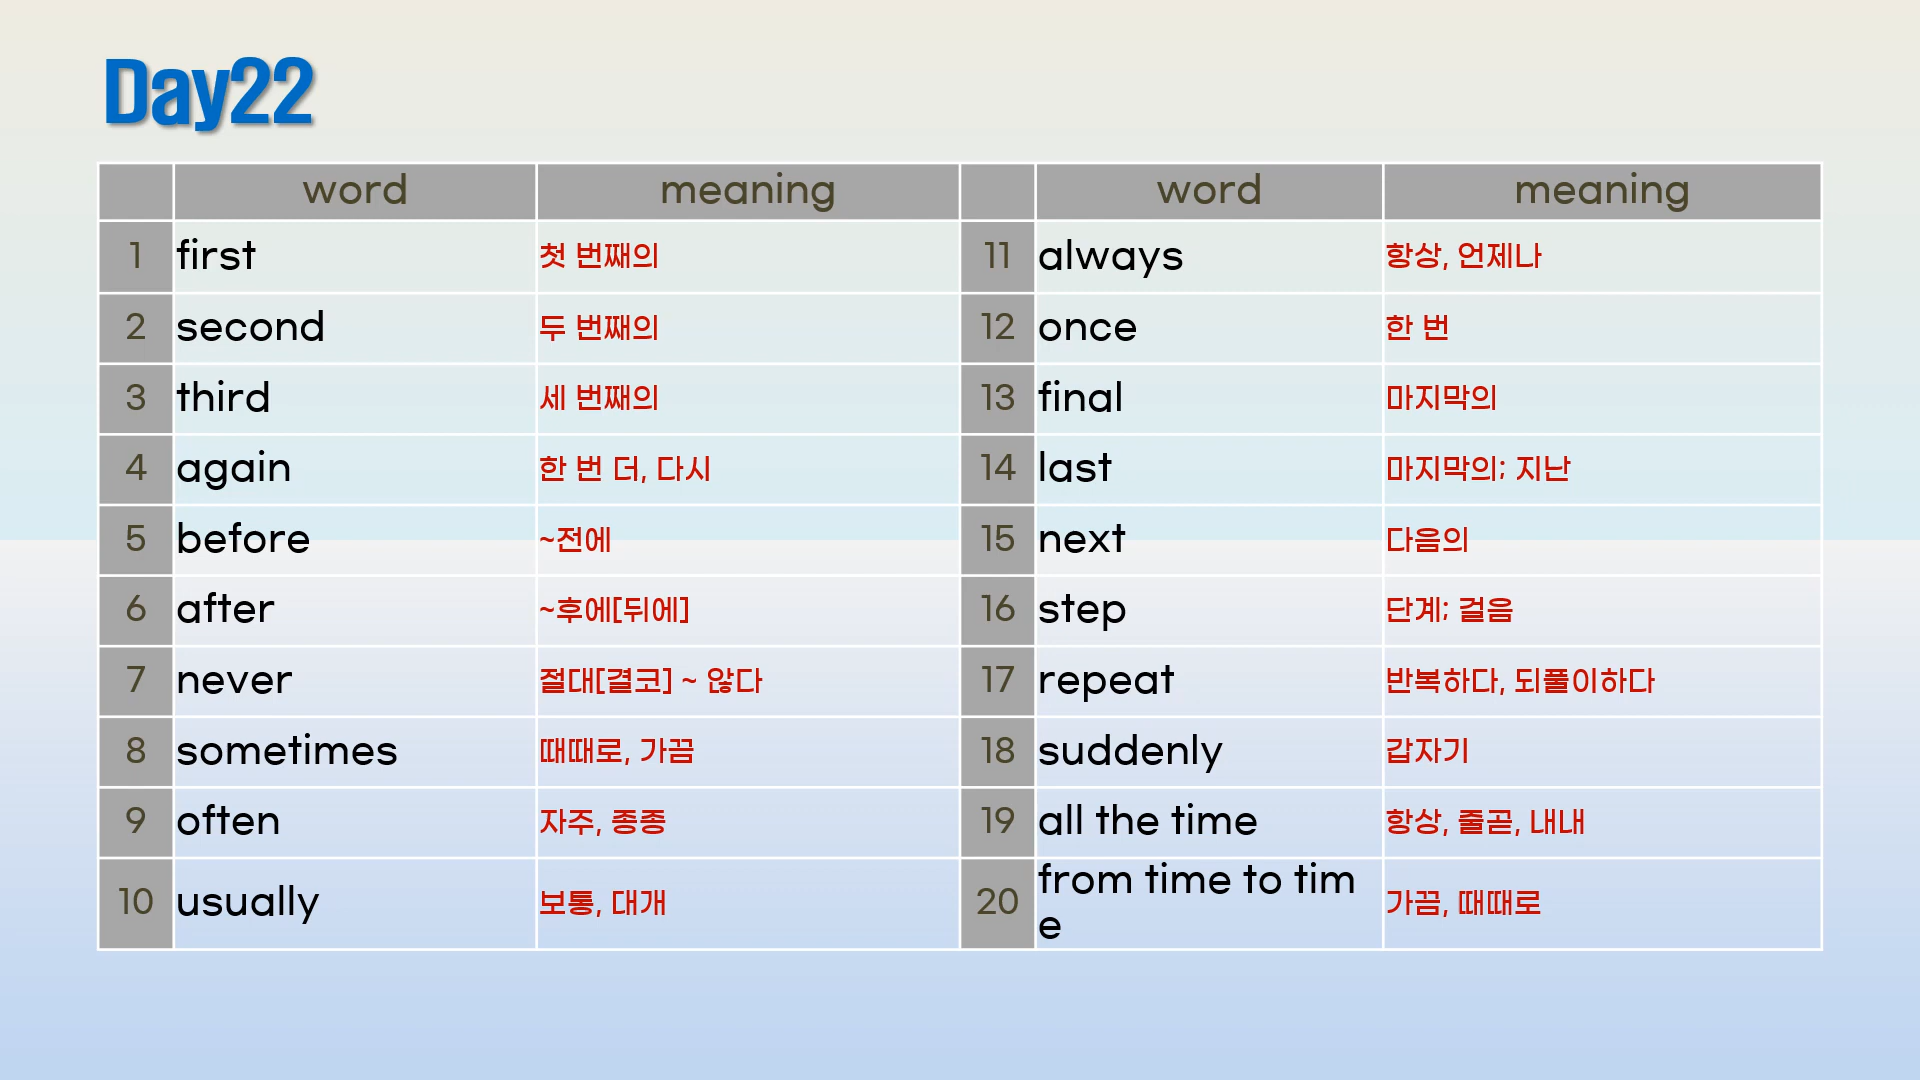 Day22
word meaning word meaning
1 first 첫 번째의 11 always 항상, 언제나
2 second 두 번째의 12 once 한 번
3 third 세 번째의 13 final 마지막의
4 again 한 번 더, 다시 14 last 마지막의; 지난
5 before ~전에 15 next 다음의
6 after ~후에[뒤에] 16 step 단계; 걸음
7 never 절대[결코] ~ 않다 17 repeat 반복하다, 되풀이하다
8 sometimes 때때로, 가끔 18 suddenly 갑자기
9 often 자주, 종종 19 all the time 항상, 줄곧, 내내
10 usually 보통, 대개 20 from time to tim
e 가끔, 때때로